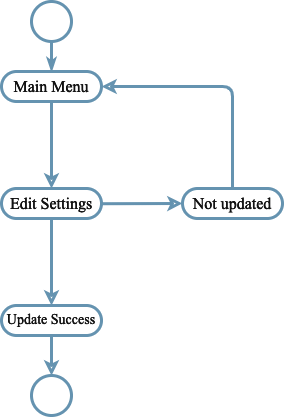 Main Menu
Edit Settings
Not updated
Update Success